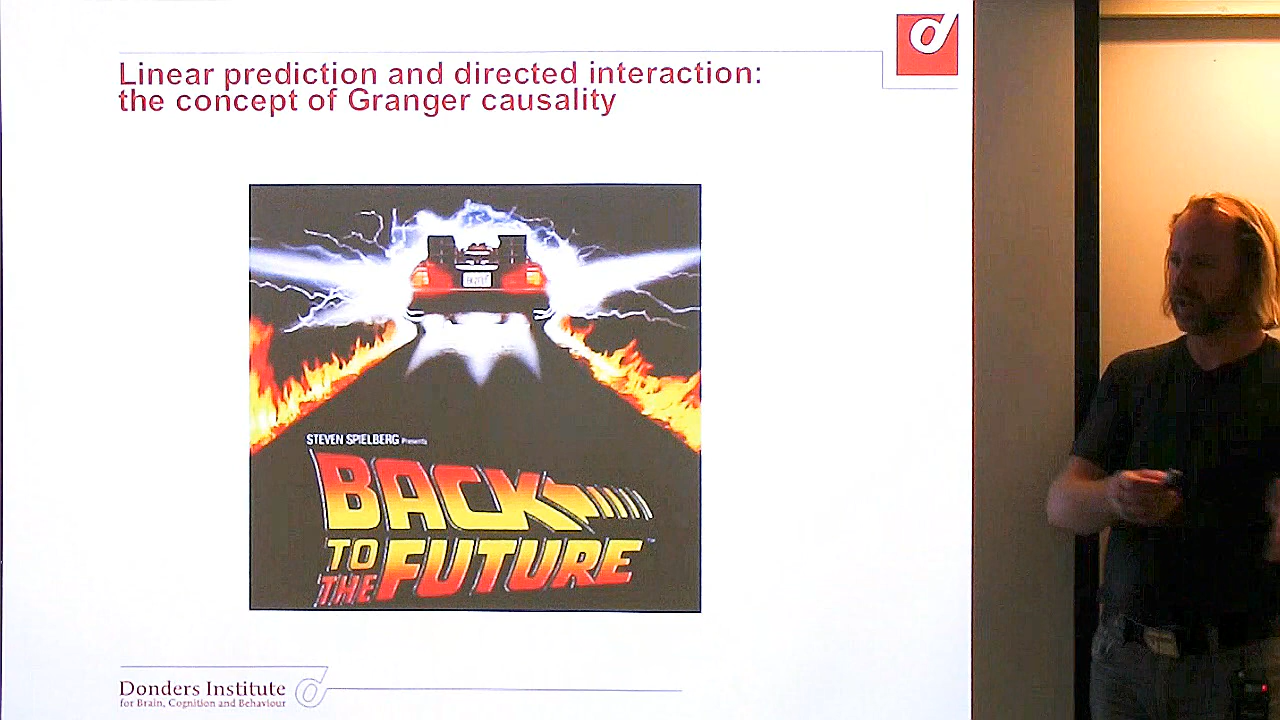 Linear prediction and directed interaction:
the concept of Granger causality
STEVEN SPIELBERG Presents
BACK
TO THE FUTURE
Donders Institute
for Brain, Cognition and Behaviour